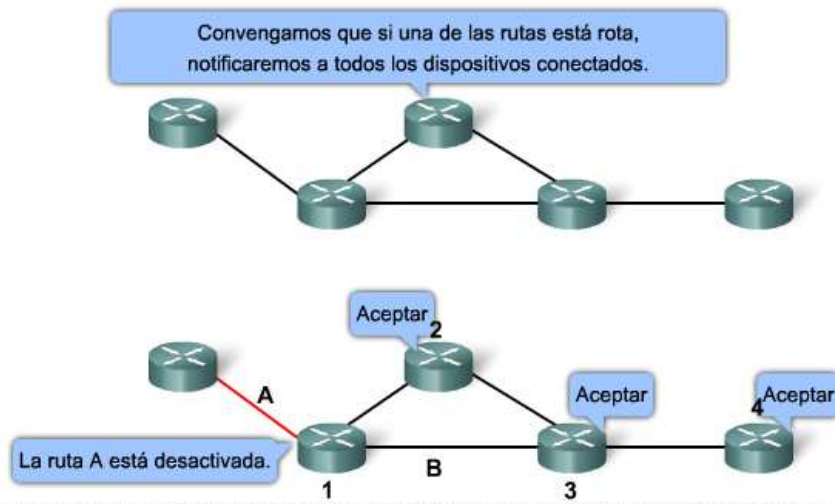 Convengamos que si una de las rutas está rota,
notificaremos a todos los dispositivos conectados.
Aceptar
2
A
Aceptar
4
Aceptar
La ruta A está desactivada.
B
1
3